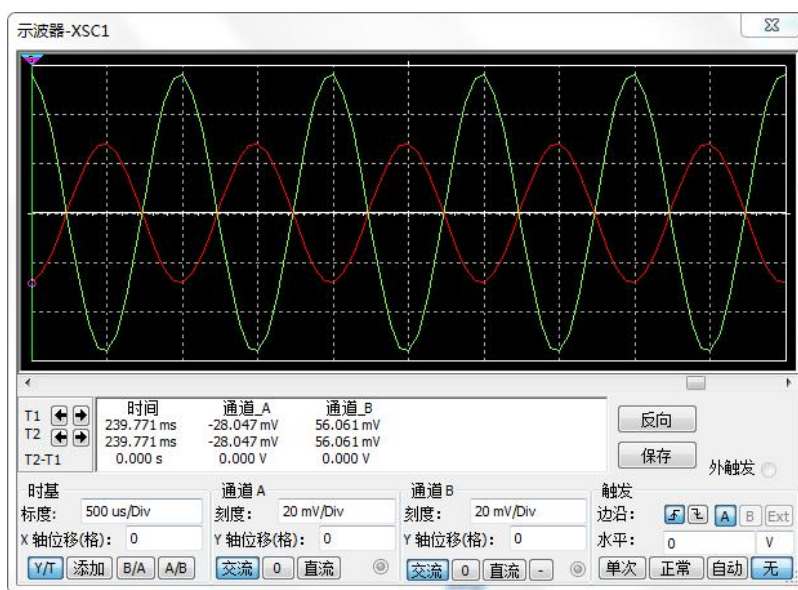 示波器-XSC1
时间 通道_A 通道_B
T1 239.771 ms -28.047 mV 56.061 mV
T2 239.771 ms -28.047 mV 56.061 mV
T2-T1 0.000 s 0.000 V 0.000 V
反向
保存
外触发
时基
标度: 500 us/Div
X 轴位移(格): 0
Y/T 添加 B/A A/B
通道 A
刻度: 20 mV/Div
Y 轴位移(格): 0
交流 0 直流
通道 B
刻度: 20 mV/Div
Y 轴位移(格): 0
交流 0 直流 -
触发
边沿: A B Ext
水平: 0 V
单次 正常 自动 无